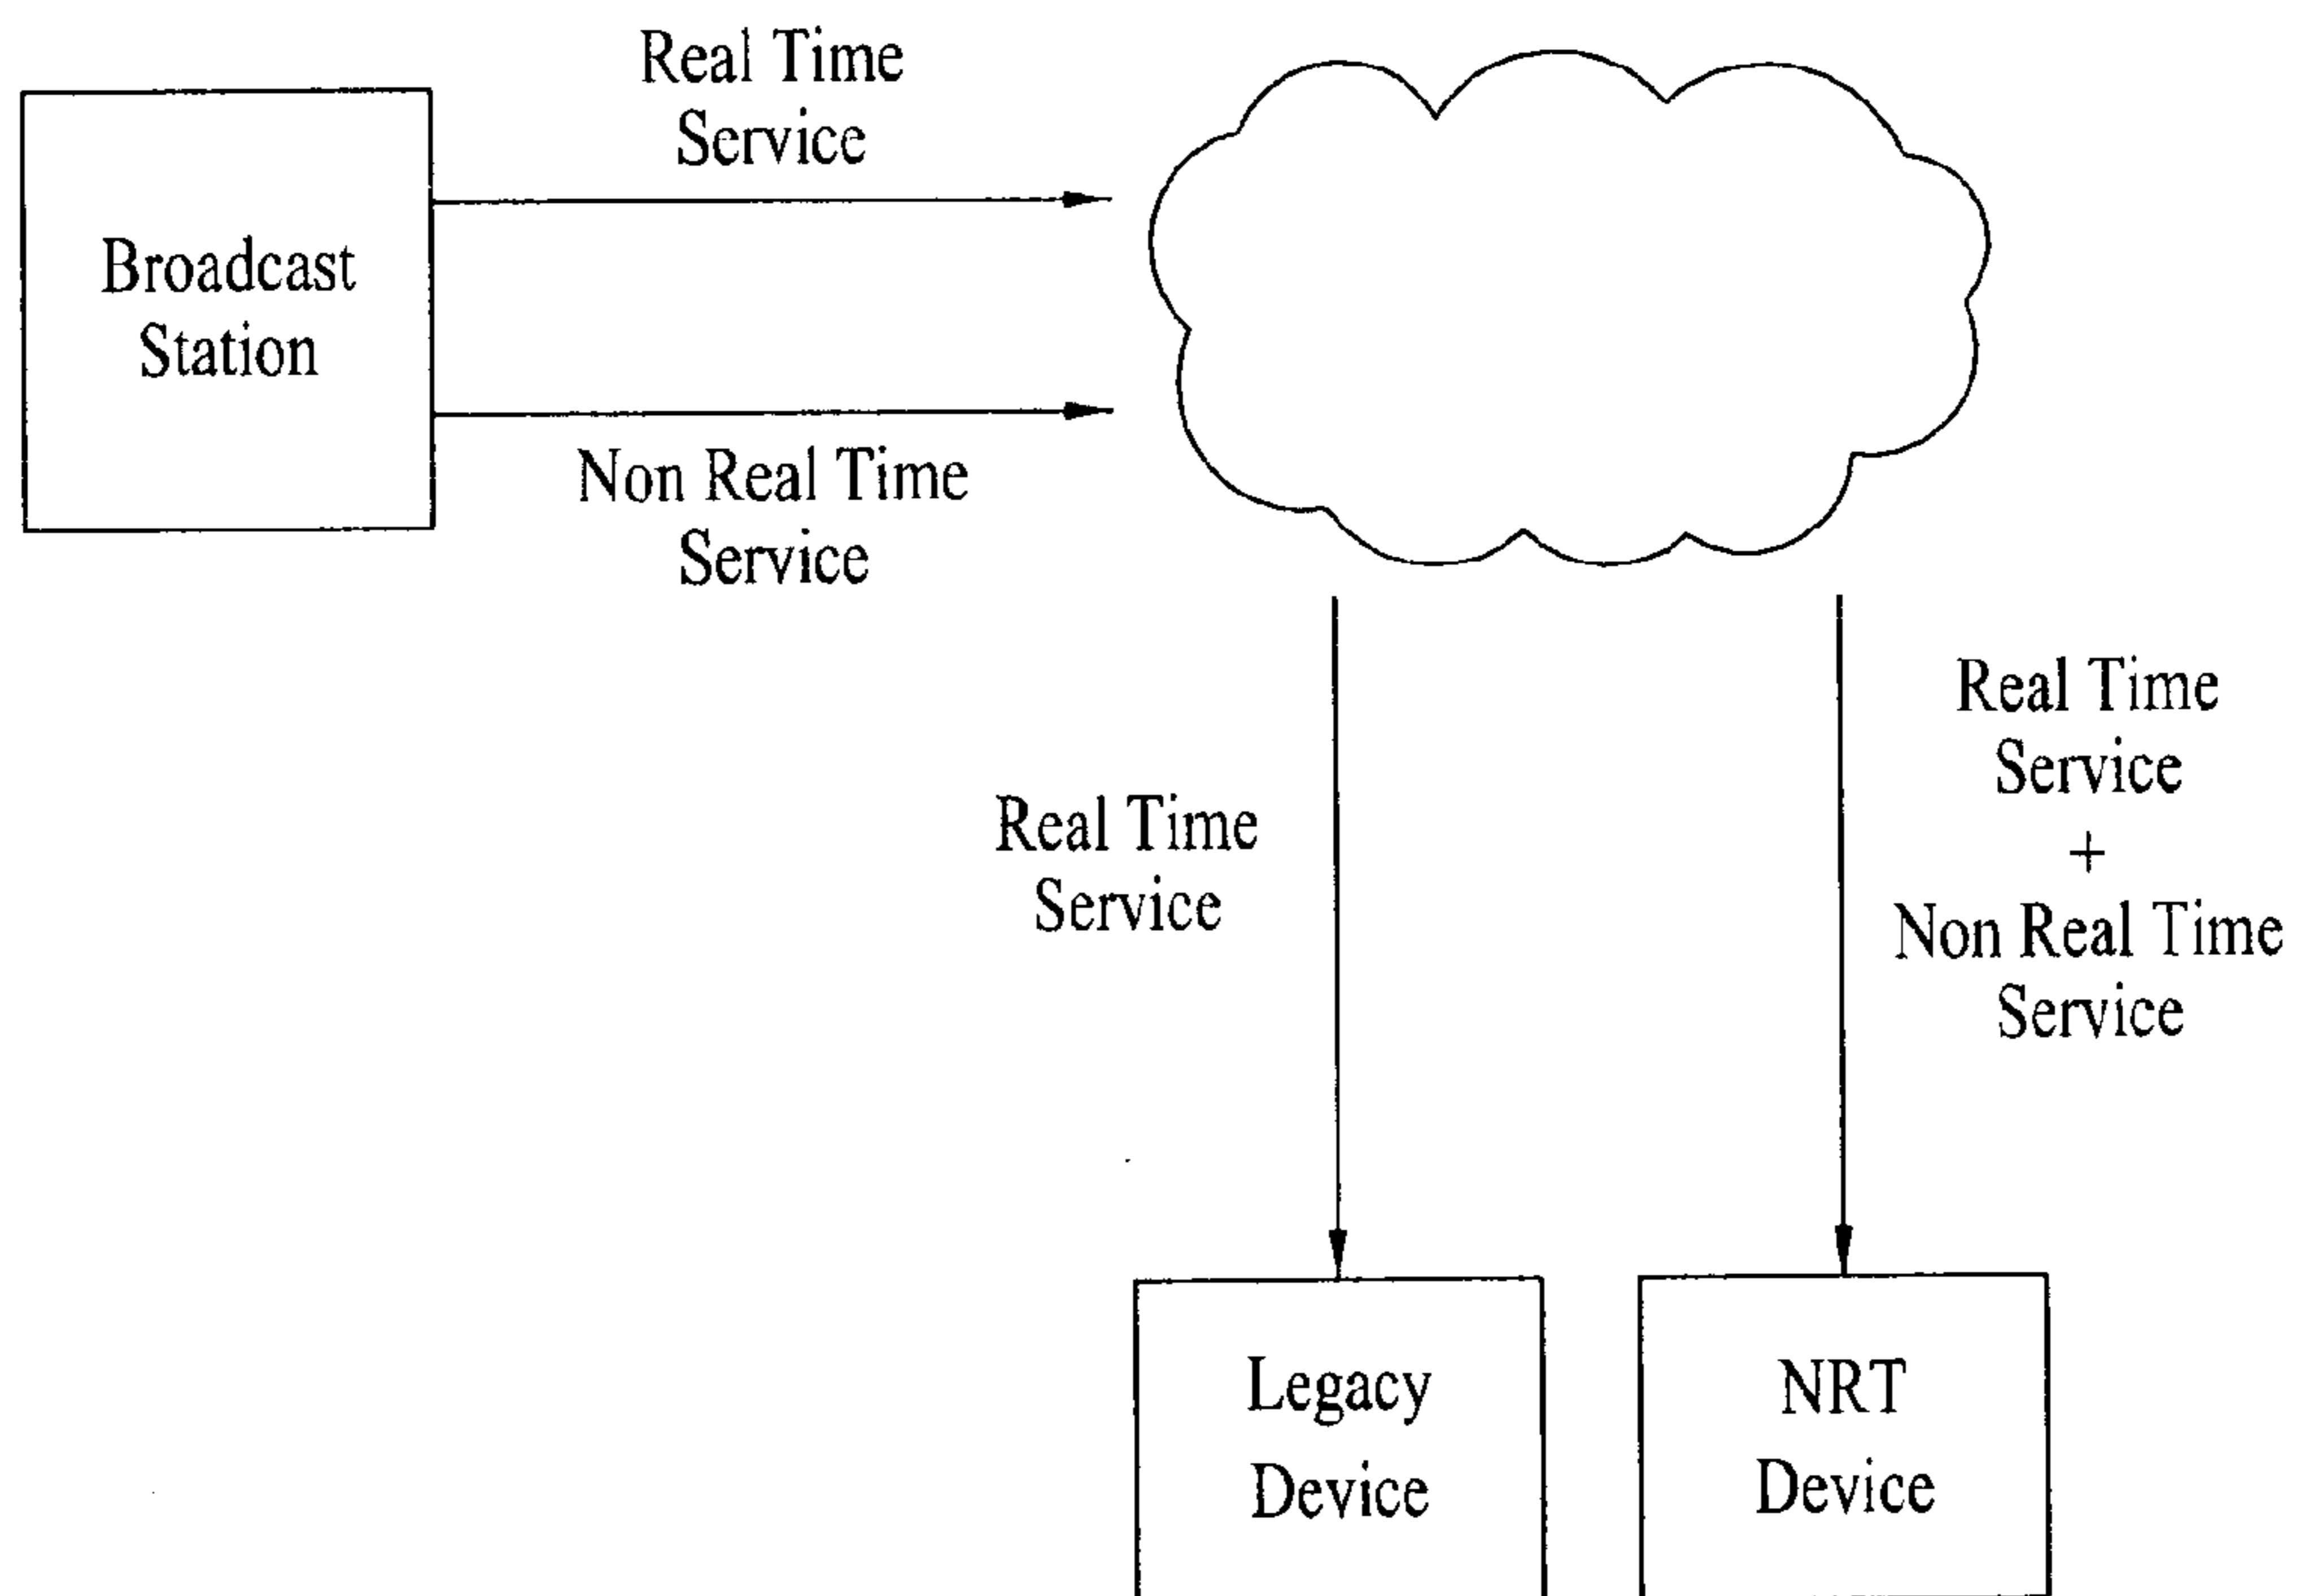 Real Time
Service
Broadcast
Station
Non Real Time
Service
Real Time
Service
Real Time
Service
+
Non Real Time
Service
Legacy
Device
NRT
Device